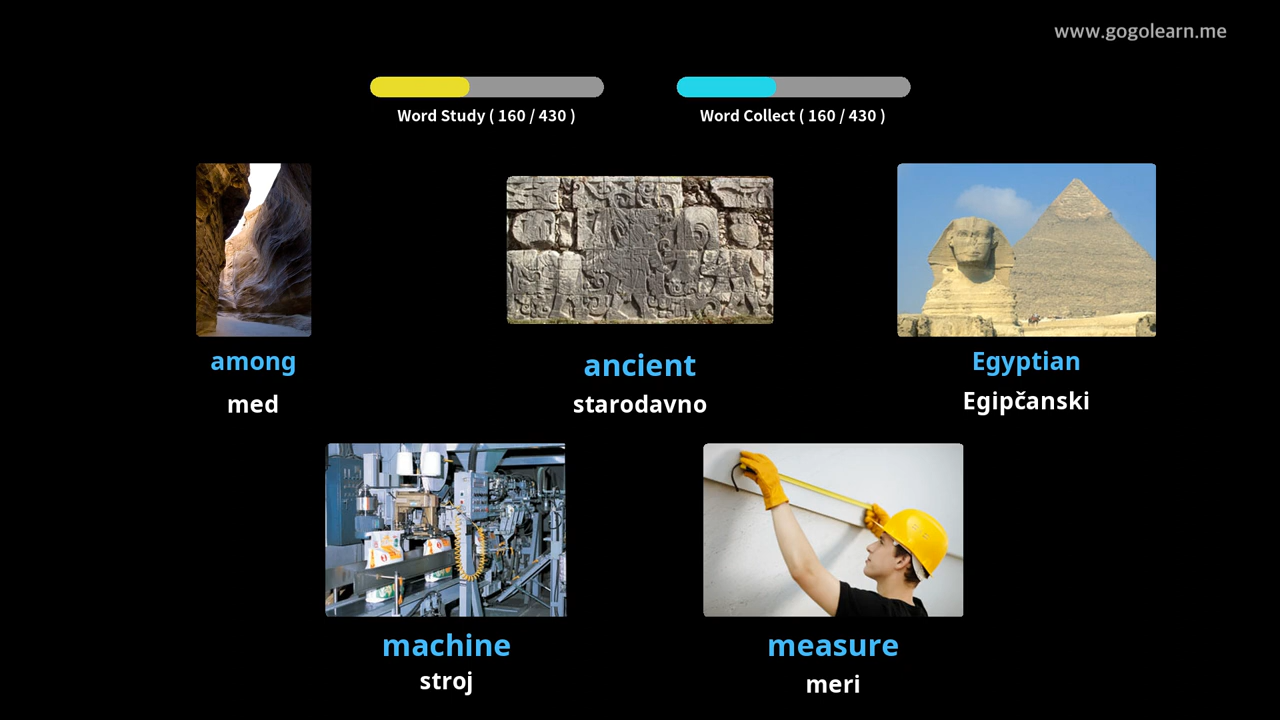 www.gogolearn.me
Word Study ( 160 / 430 )
Word Collect ( 160 / 430 )
among
med
ancient
starodavno
Egyptian
Egipčanski
machine
stroj
measure
meri